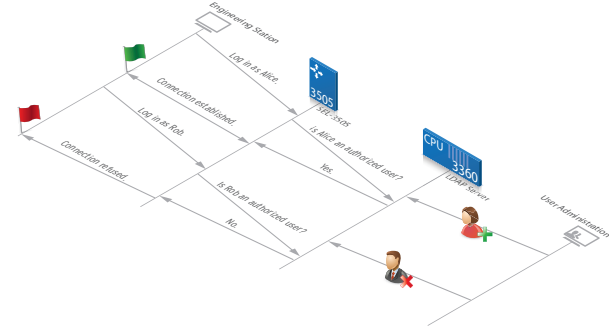 Engineering Station
Log in as Alice.
3505
SEL-3505
Connection established.
is Alice an authorized user?
CPU
3360
LDAP Server
Log in as Rob.
Yes.
User Administration
Connection refused
Is Rob an authorized user?
No.